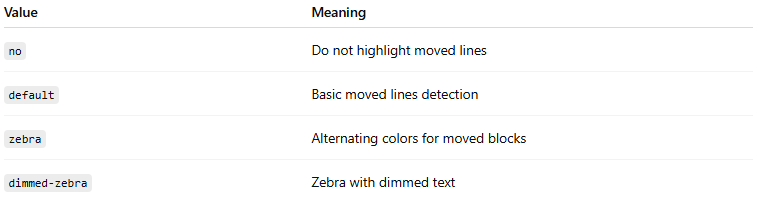 Value Meaning
no Do not highlight moved lines
default Basic moved lines detection
zebra Alternating colors for moved blocks
dimmed-zebra Zebra with dimmed text